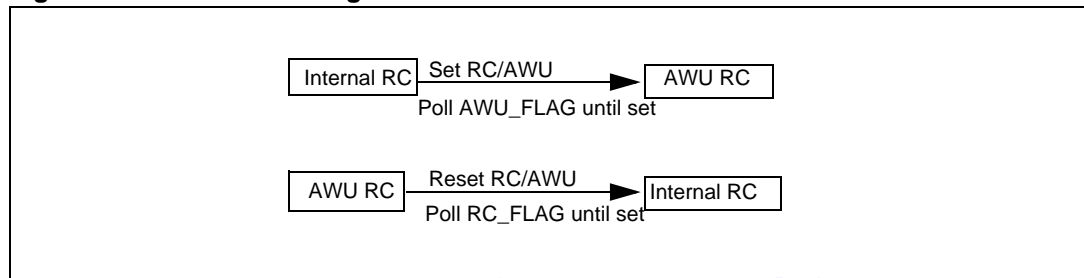 Internal RC Set RC/AWU AWU RC
Poll AWU_FLAG until set
AWU RC Reset RC/AWU Internal RC
Poll RC_FLAG until set